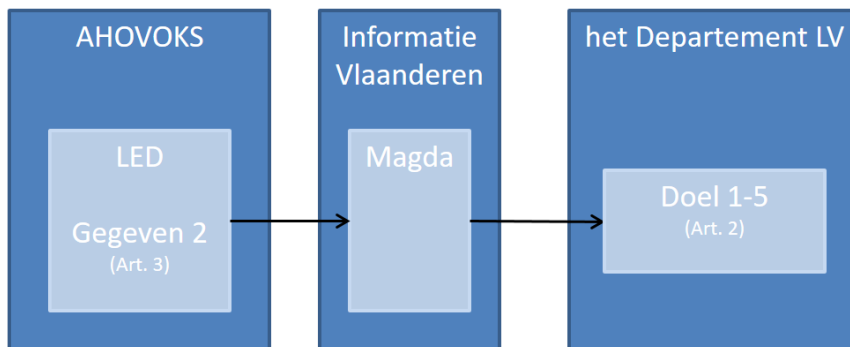 AHOVOKS
LED
Gegeven 2
(Art. 3)
Informatie
Vlaanderen
Magda
het Departement LV
Doel 1-5
(Art. 2)